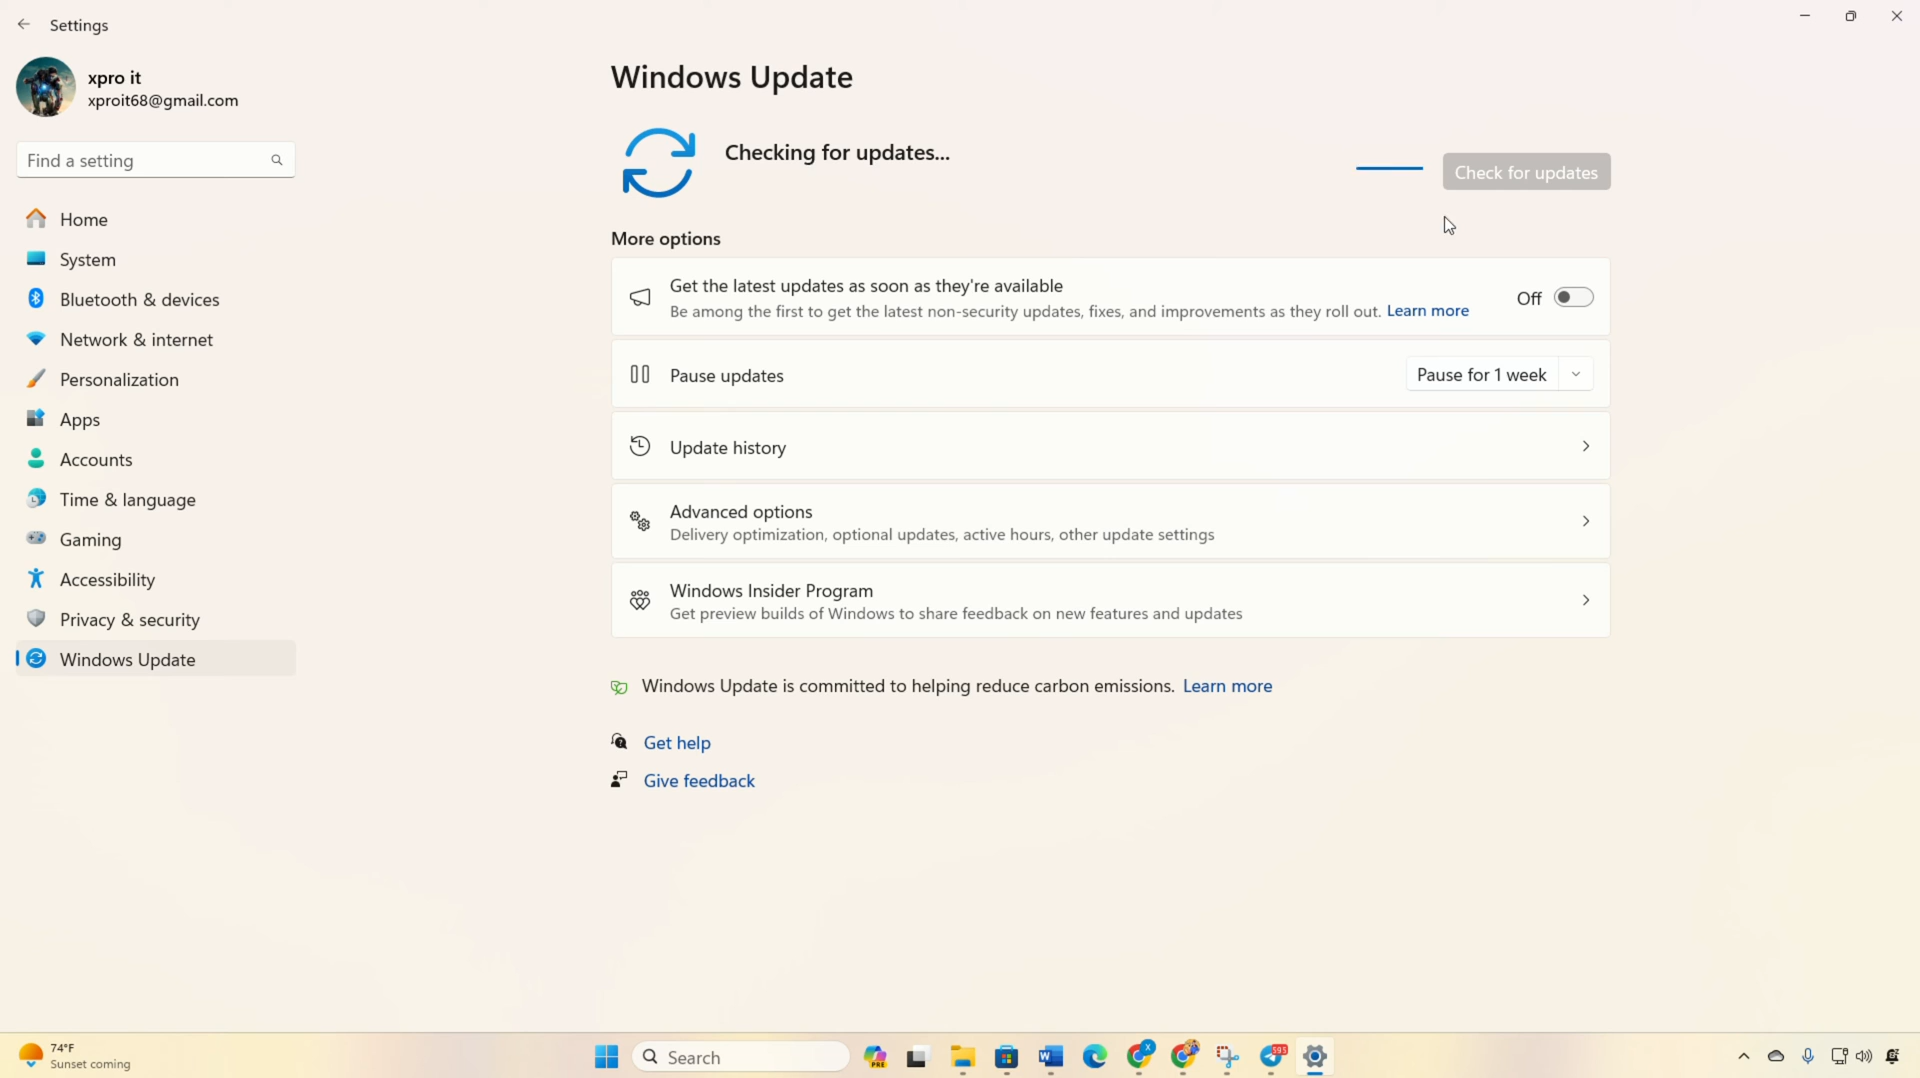 Settings
xpro it
xproit68@gmail.com
Find a setting
Home
System
Bluetooth & devices
Network & internet
Personalization
Apps
Accounts
Time & language
Gaming
Accessibility
Privacy & security
Windows Update
Windows Update
Checking for updates...
Check for updates
More options
Get the latest updates as soon as they're available
Be among the first to get the latest non-security updates, fixes, and improvements as they roll out. Learn more
Off
Pause updates
Pause for 1 week
Update history
Advanced options
Delivery optimization, optional updates, active hours, other update settings
Windows Insider Program
Get preview builds of Windows to share feedback on new features and updates
Windows Update is committed to helping reduce carbon emissions. Learn more
Get help
Give feedback
74°F
Sunset coming
Search
PRE
W
X
595